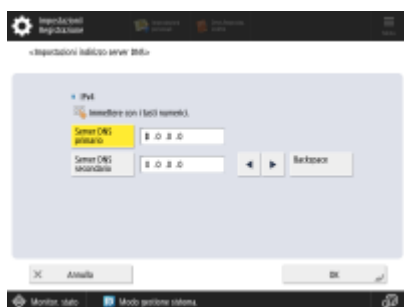 Impostazioni/
Registrazione
<Impostazioni indirizzo server DNS>
• IPv4
Immettere con i tasti numerici.
Server DNS
primario
0 .0 .0 .0
Server DNS
secondario
0 .0 .0 .0
◀ ▶ Backspace
× Annulla
OK
Monitor. stato
Modo gestione sistema.